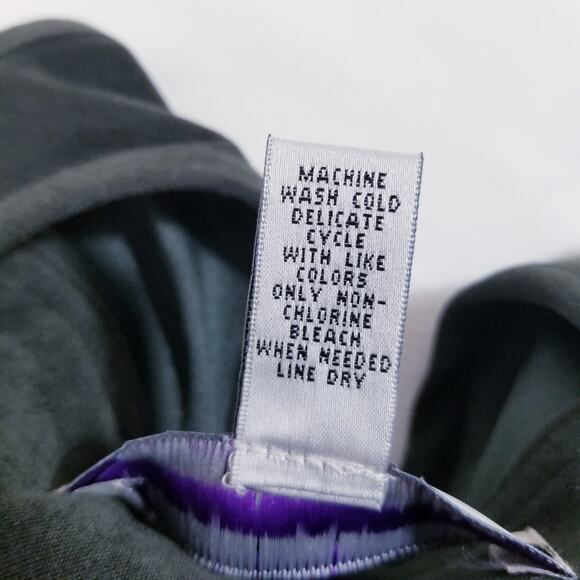 MACHINE
WASH COLD
DELICATE
CYCLE
WITH LIKE
COLORS
ONLY NON-
CHLORINE
BLEACH
WHEN NEEDED
LINE DRY